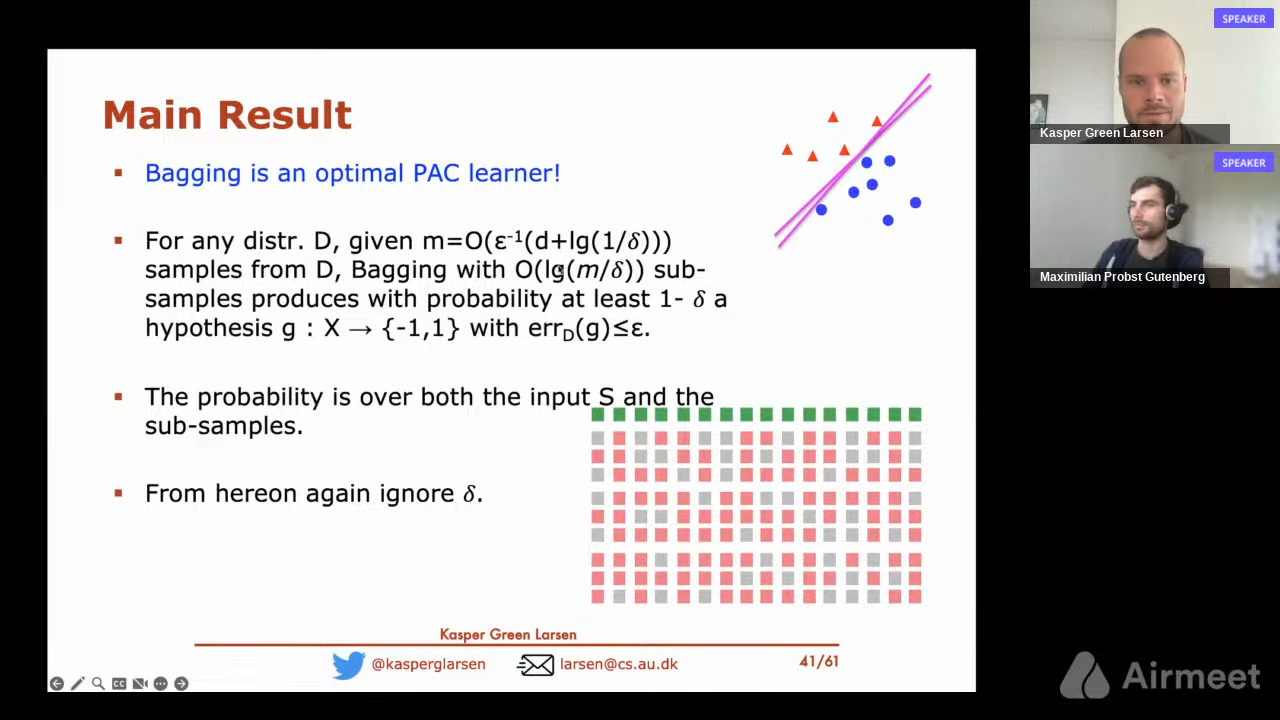 Main Result
▪ Bagging is an optimal PAC learner!
▪ For any distr. D, given m=O(ε⁻¹(d+lg(1/δ)))
samples from D, Bagging with O(lg(m/δ)) sub-
samples produces with probability at least 1- δ a
hypothesis g : X → {-1,1} with err_D(g)≤ε.
▪ The probability is over both the input S and the
sub-samples.
▪ From hereon again ignore δ.
Kasper Green Larsen
@kasperglarsen
larsen@cs.au.dk
41/61
CC
SPEAKER
Kasper Green Larsen
SPEAKER
Maximilian Probst Gutenberg
Airmeet